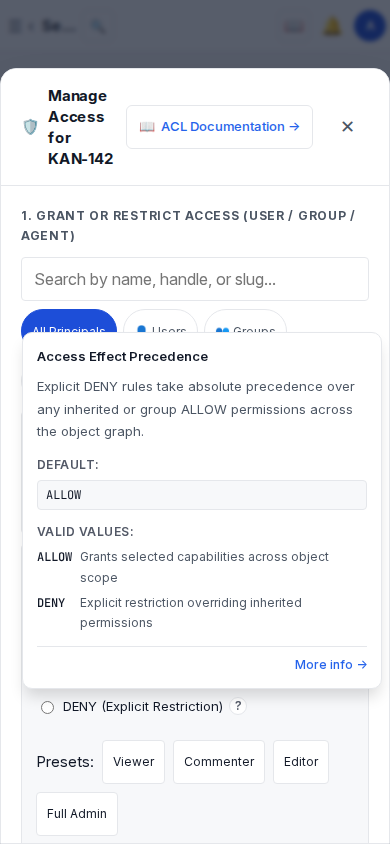 Se...
Manage
Access
for
KAN-142
ACL Documentation →
✕
1. GRANT OR RESTRICT ACCESS (USER / GROUP /
AGENT)
Search by name, handle, or slug...
All Principals
Users
Groups
Access Effect Precedence
Explicit DENY rules take absolute precedence over
any inherited or group ALLOW permissions across
the object graph.
DEFAULT:
ALLOW
VALID VALUES:
ALLOW Grants selected capabilities across object
scope
DENY Explicit restriction overriding inherited
permissions
More info →
DENY (Explicit Restriction) ?
Presets: Viewer Commenter Editor
Full Admin